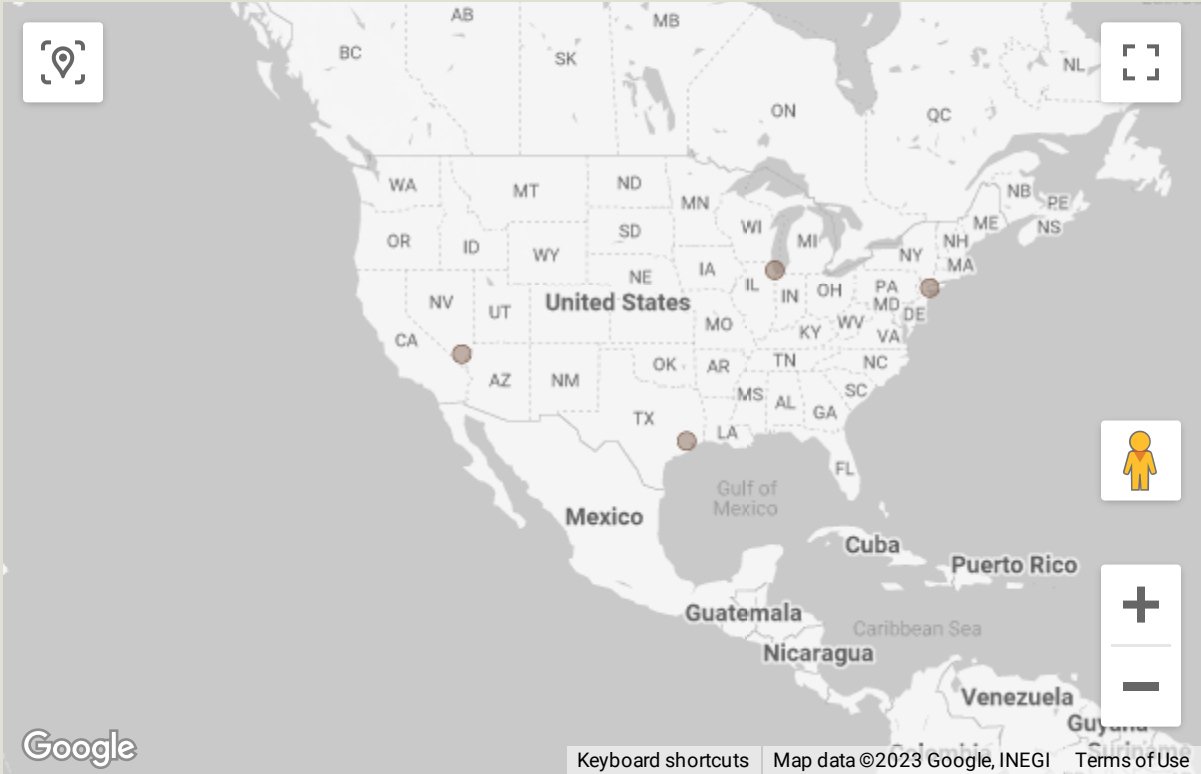 AB
MB
BC
SK
NL
ON
QC
WA
MT
ND
MN
NB
PE
OR
ID
WY
SD
WI
MI
ME
NS
NY
NH
MA
NE
IA
IL
IN
OH
PA
MD
DE
NV
UT
United States
CA
MO
KY
WV
VA
AZ
NM
OK
AR
TN
NC
MS
AL
GA
SC
TX
LA
FL
Gulf of
Mexico
Mexico
Cuba
Puerto Rico
Guatemala
Caribbean Sea
Nicaragua
Venezuela
Guyana
Colombia
Suriname
Google
Keyboard shortcuts
Map data ©2023 Google, INEGI
Terms of Use